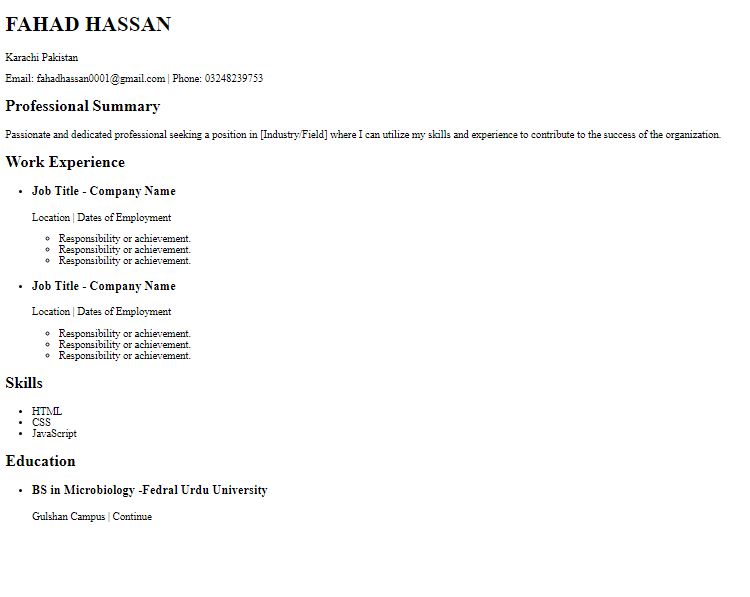 FAHAD HASSAN
Karachi Pakistan
Email: fahadhassan0001@gmail.com | Phone: 03248239753
Professional Summary
Passionate and dedicated professional seeking a position in [Industry/Field] where I can utilize my skills and experience to contribute to the success of the organization.
Work Experience
Job Title - Company Name
Location | Dates of Employment
Responsibility or achievement.
Responsibility or achievement.
Responsibility or achievement.
Job Title - Company Name
Location | Dates of Employment
Responsibility or achievement.
Responsibility or achievement.
Responsibility or achievement.
Skills
HTML
CSS
JavaScript
Education
BS in Microbiology -Fedral Urdu University
Gulshan Campus | Continue